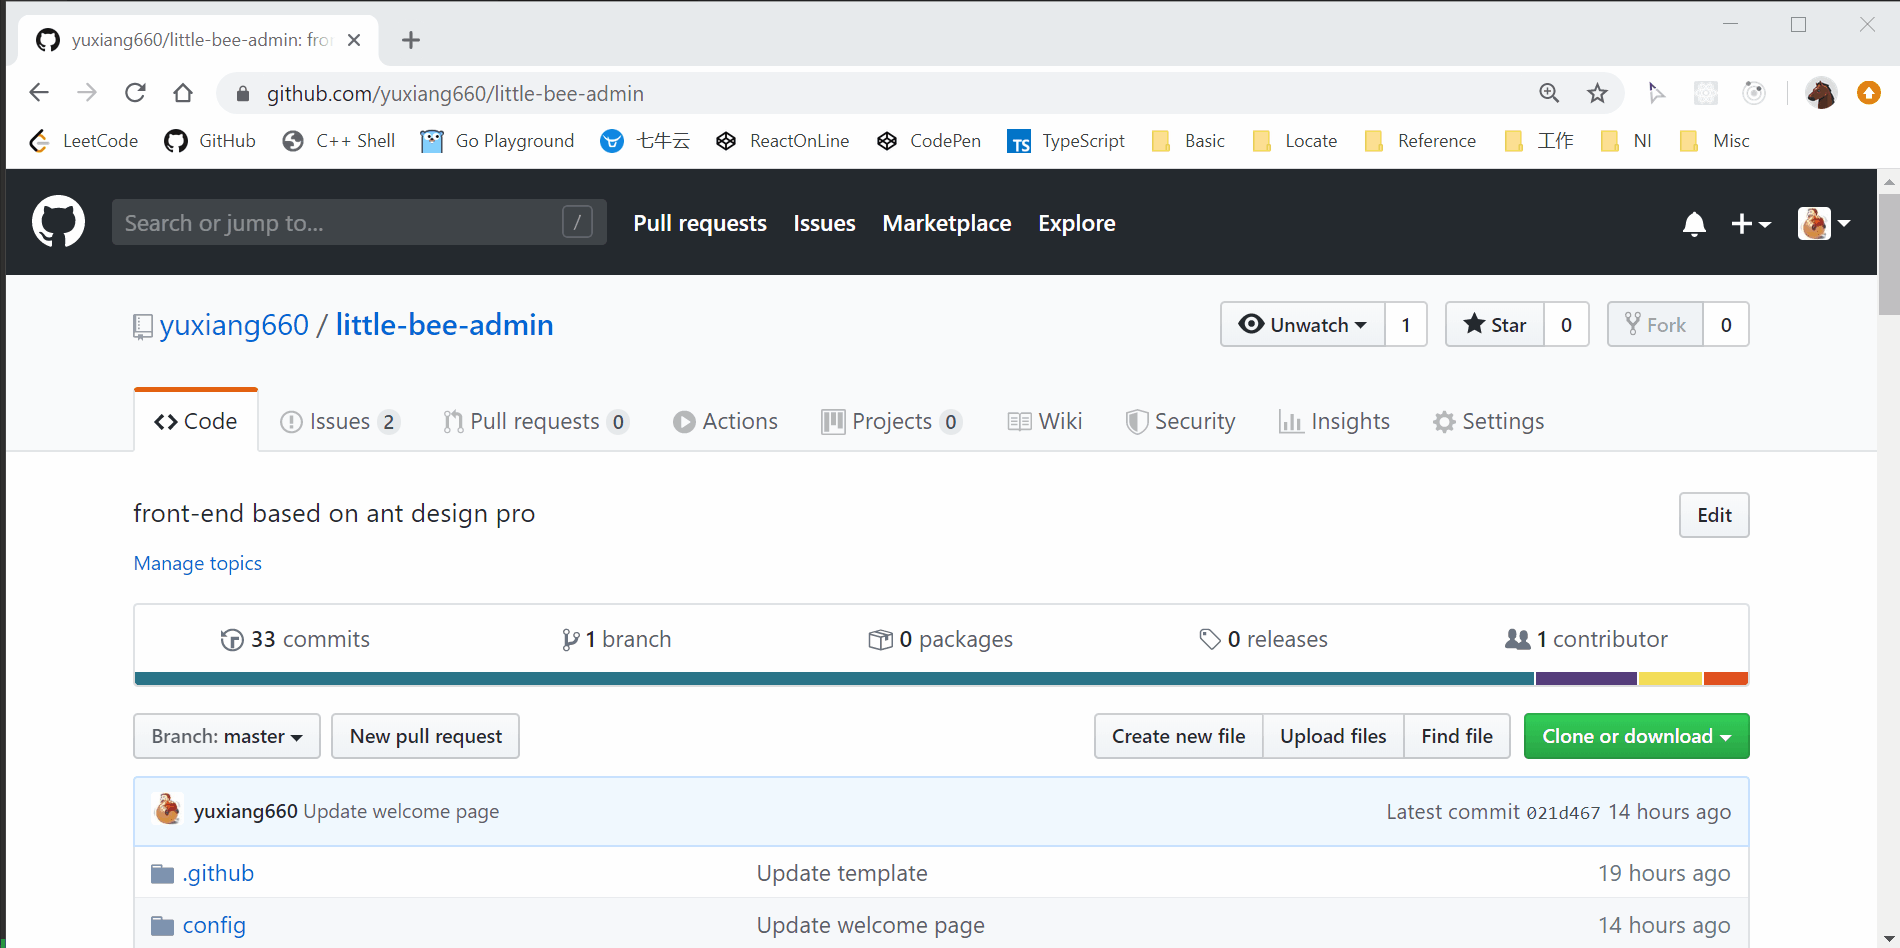 yuxiang660/little-bee-admin: fro
github.com/yuxiang660/little-bee-admin
LeetCode GitHub C++ Shell Go Playground 七牛云 ReactOnLine CodePen TS TypeScript Basic Locate Reference 工作 NI Misc
Search or jump to... / Pull requests Issues Marketplace Explore
yuxiang660 / little-bee-admin Unwatch 1 Star 0 Fork 0
Code Issues 2 Pull requests 0 Actions Projects 0 Wiki Security Insights Settings
front-end based on ant design pro Edit
Manage topics
33 commits 1 branch 0 packages 0 releases 1 contributor
Branch: master New pull request Create new file Upload files Find file Clone or download
yuxiang660 Update welcome page Latest commit 021d467 14 hours ago
.github Update template 19 hours ago
config Update welcome page 14 hours ago